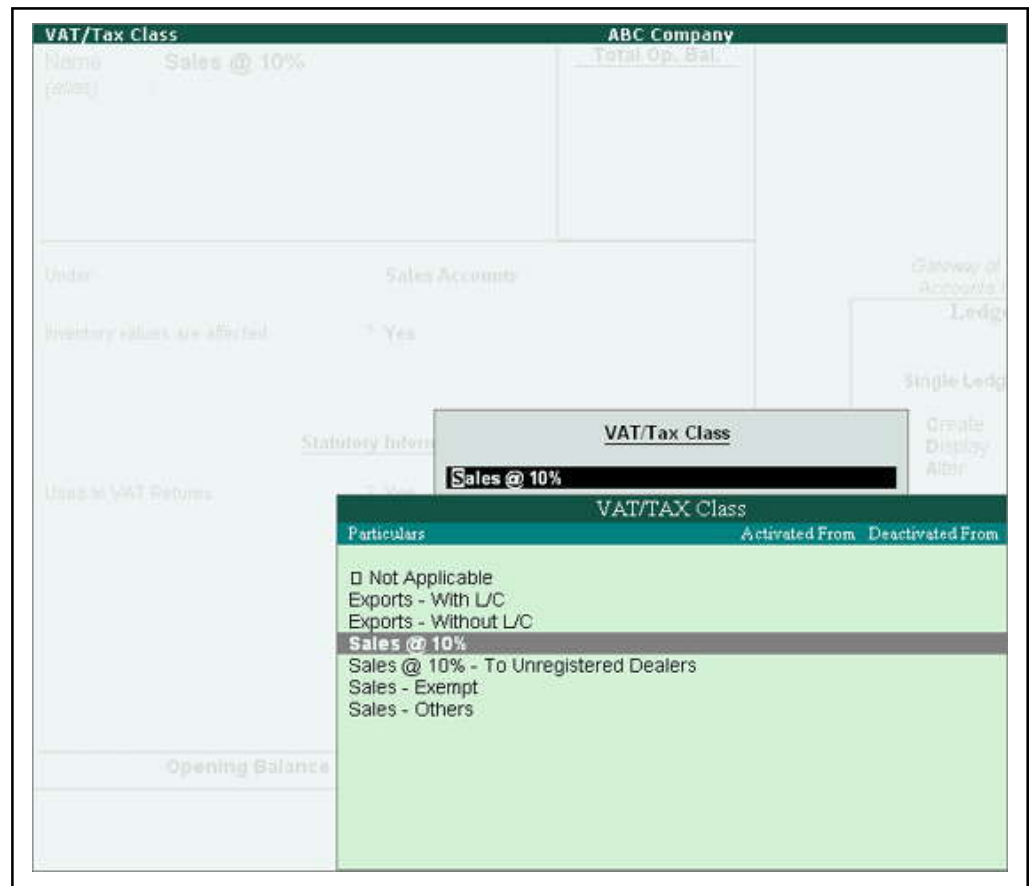 VAT/Tax Class ABC Company
Name Sales @ 10% Total Op. Bal.
(alias)
Under Sales Accounts Gateway of
Accounts
Ledg
Inventory values are affected ? Yes
Single Ledg
Create
Display
Alter
Statutory Inform
VAT/Tax Class
Sales @ 10%
Used in VAT Returns ? Yes
VAT/TAX Class
Particulars Activated From Deactivated From
Not Applicable
Exports - With L/C
Exports - Without L/C
Sales @ 10%
Sales @ 10% - To Unregistered Dealers
Sales - Exempt
Sales - Others
Opening Balance